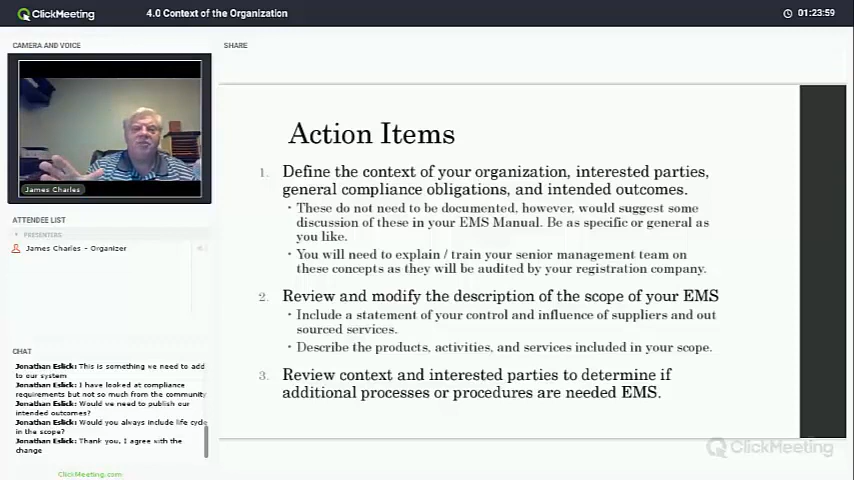 ClickMeeting
4.0 Context of the Organization
01:23:59
CAMERA AND VOICE
SHARE
James Charles
ATTENDEE LIST
PRESENTERS
James Charles - Organizer
CHAT
Jonathan Eslick: This is something we need to add
to our system
Jonathan Eslick: I have looked at compliance
requirements but not so much from the community
Jonathan Eslick: Would we need to publish our
intended outcomes?
Jonathan Eslick: Would you always include life cycle
in the scope?
Jonathan Eslick: Thank you, I agree with the
change
ClickMeeting.com
Action Items
1. Define the context of your organization, interested parties,
general compliance obligations, and intended outcomes.
• These do not need to be documented, however, would suggest some
discussion of these in your EMS Manual. Be as specific or general as
you like.
• You will need to explain / train your senior management team on
these concepts as they will be audited by your registration company.
2. Review and modify the description of the scope of your EMS
• Include a statement of your control and influence of suppliers and out
sourced services.
• Describe the products, activities, and services included in your scope.
3. Review context and interested parties to determine if
additional processes or procedures are needed EMS.
ClickMeeting